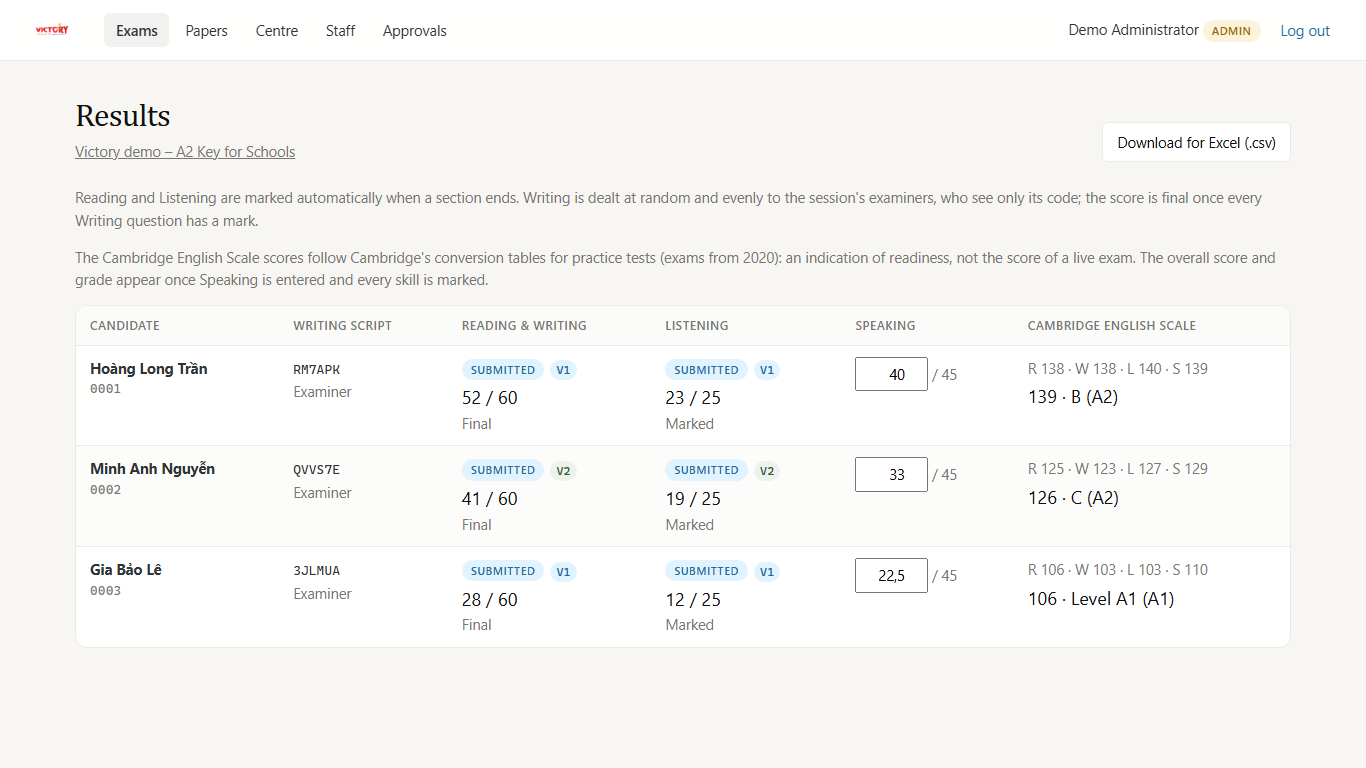 VICTORY
Exams Papers Centre Staff Approvals Demo Administrator ADMIN Log out
Results
Victory demo – A2 Key for Schools
Download for Excel (.csv)
Reading and Listening are marked automatically when a section ends. Writing is dealt at random and evenly to the session's examiners, who see only its code; the score is final once every
Writing question has a mark.
The Cambridge English Scale scores follow Cambridge's conversion tables for practice tests (exams from 2020): an indication of readiness, not the score of a live exam. The overall score and
grade appear once Speaking is entered and every skill is marked.
CANDIDATE WRITING SCRIPT READING & WRITING LISTENING SPEAKING CAMBRIDGE ENGLISH SCALE
Hoàng Long Trần RM7APK SUBMITTED V1 SUBMITTED V1 40 / 45 R 138 · W 138 · L 140 · S 139
0001 Examiner 52 / 60 23 / 25 139 · B (A2)
Final Marked
Minh Anh Nguyễn QVVS7E SUBMITTED V2 SUBMITTED V2 33 / 45 R 125 · W 123 · L 127 · S 129
0002 Examiner 41 / 60 19 / 25 126 · C (A2)
Final Marked
Gia Bảo Lê 3JLMUA SUBMITTED V1 SUBMITTED V1 22,5 / 45 R 106 · W 103 · L 103 · S 110
0003 Examiner 28 / 60 12 / 25 106 · Level A1 (A1)
Final Marked